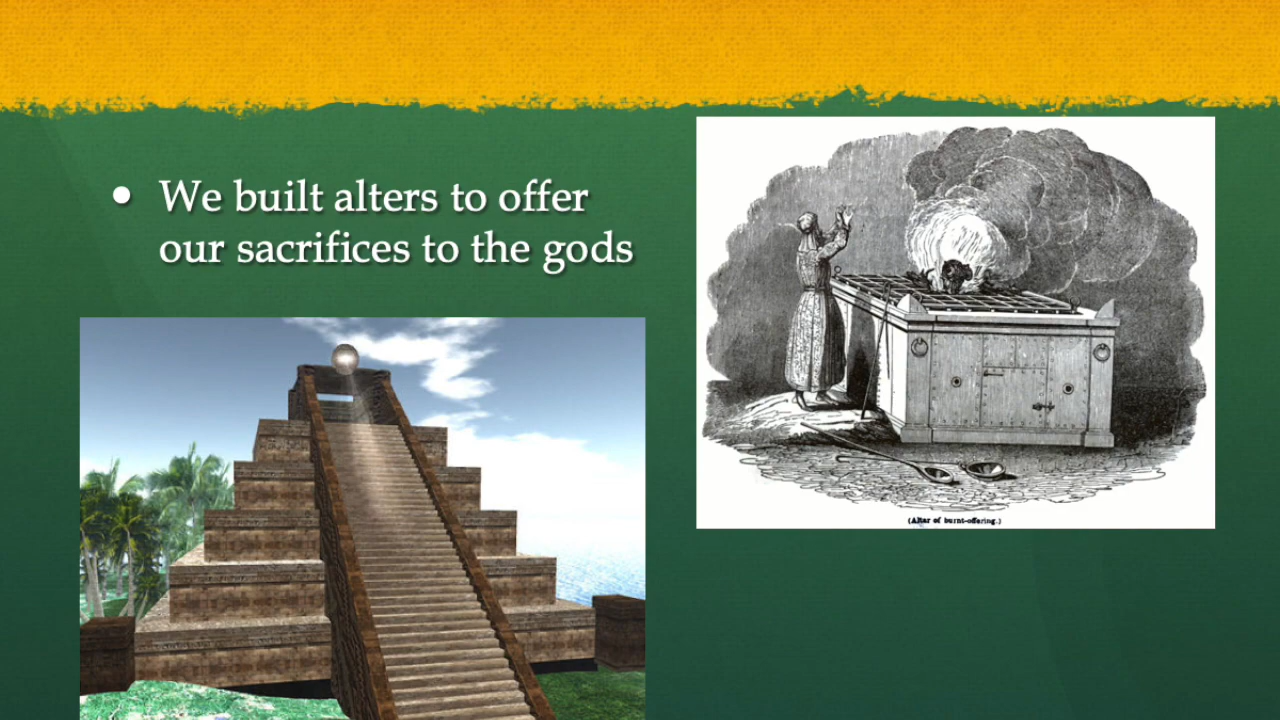 • We built alters to offer
our sacrifices to the gods
(Altar of burnt-offering.)